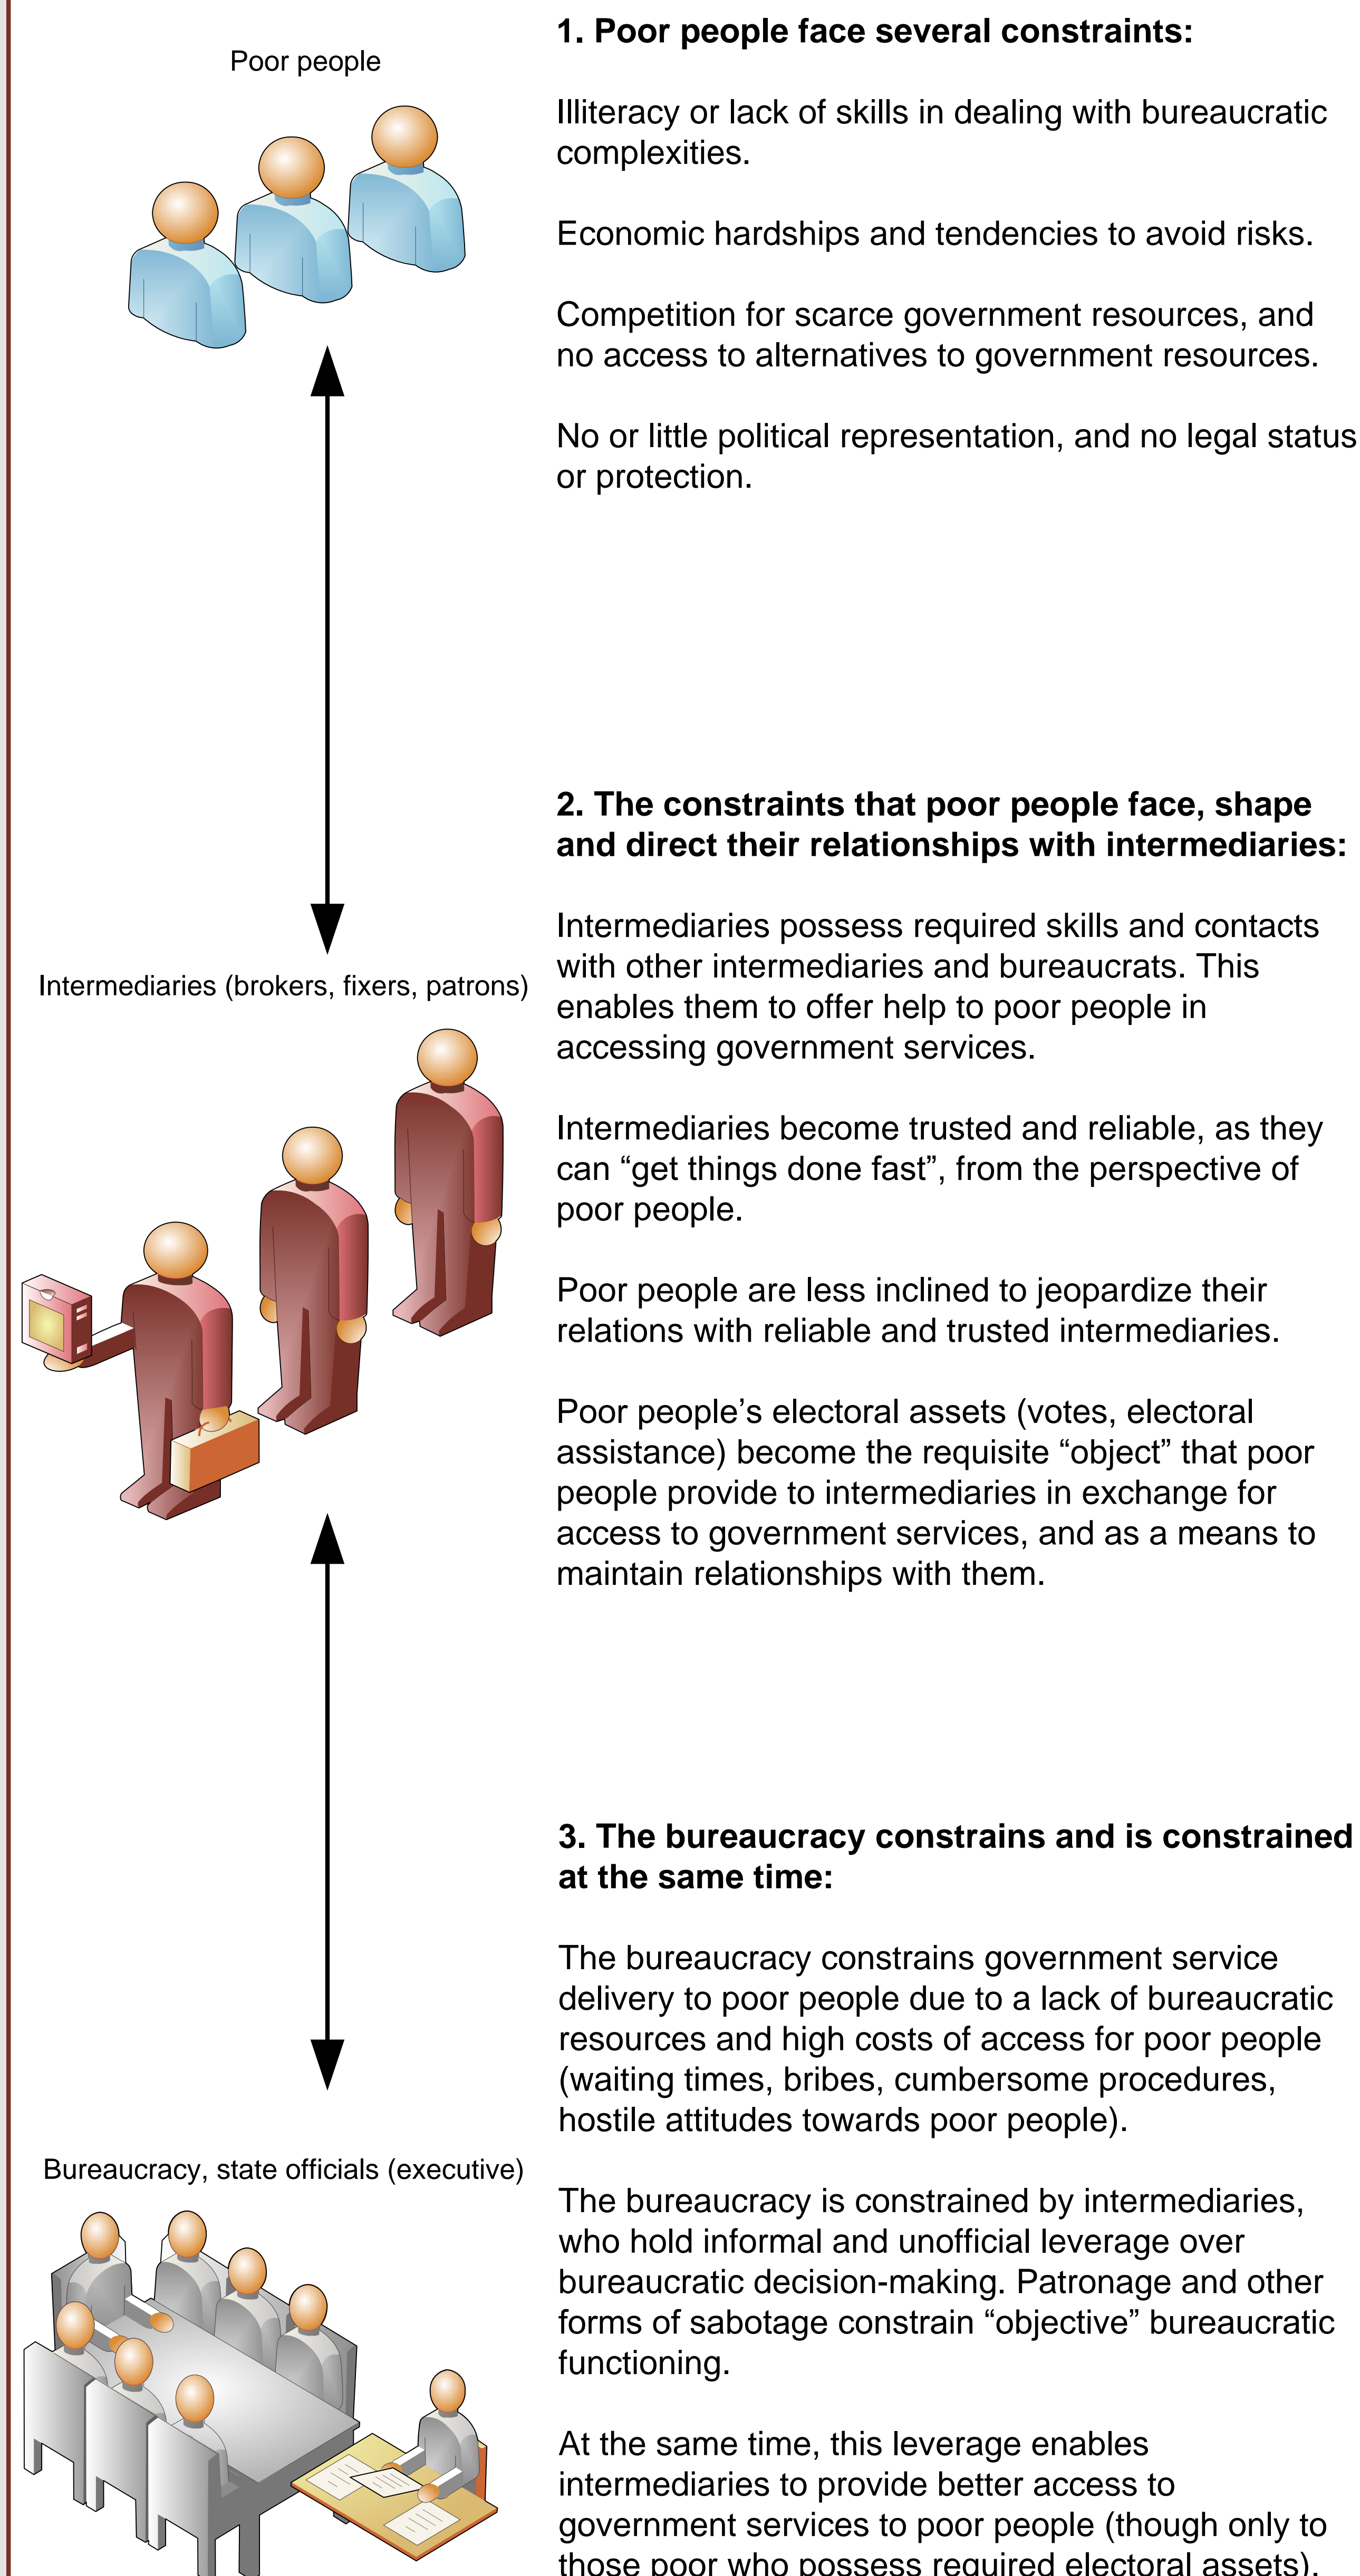 Poor people
1. Poor people face several constraints:
Illiteracy or lack of skills in dealing with bureaucratic
complexities.
Economic hardships and tendencies to avoid risks.
Competition for scarce government resources, and
no access to alternatives to government resources.
No or little political representation, and no legal status
or protection.
2. The constraints that poor people face, shape
and direct their relationships with intermediaries:
Intermediaries (brokers, fixers, patrons)
Intermediaries possess required skills and contacts
with other intermediaries and bureaucrats. This
enables them to offer help to poor people in
accessing government services.
Intermediaries become trusted and reliable, as they
can “get things done fast”, from the perspective of
poor people.
Poor people are less inclined to jeopardize their
relations with reliable and trusted intermediaries.
Poor people’s electoral assets (votes, electoral
assistance) become the requisite “object” that poor
people provide to intermediaries in exchange for
access to government services, and as a means to
maintain relationships with them.
3. The bureaucracy constrains and is constrained
at the same time:
The bureaucracy constrains government service
delivery to poor people due to a lack of bureaucratic
resources and high costs of access for poor people
(waiting times, bribes, cumbersome procedures,
hostile attitudes towards poor people).
Bureaucracy, state officials (executive)
The bureaucracy is constrained by intermediaries,
who hold informal and unofficial leverage over
bureaucratic decision-making. Patronage and other
forms of sabotage constrain “objective” bureaucratic
functioning.
At the same time, this leverage enables
intermediaries to provide better access to
government services to poor people (though only to
those poor who possess required electoral assets).